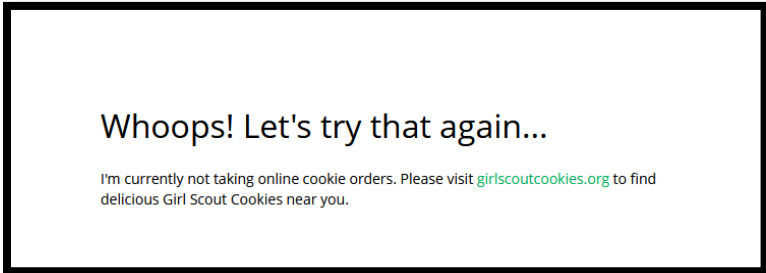 Whoops! Let's try that again...
I'm currently not taking online cookie orders. Please visit girlscoutcookies.org to find
delicious Girl Scout Cookies near you.